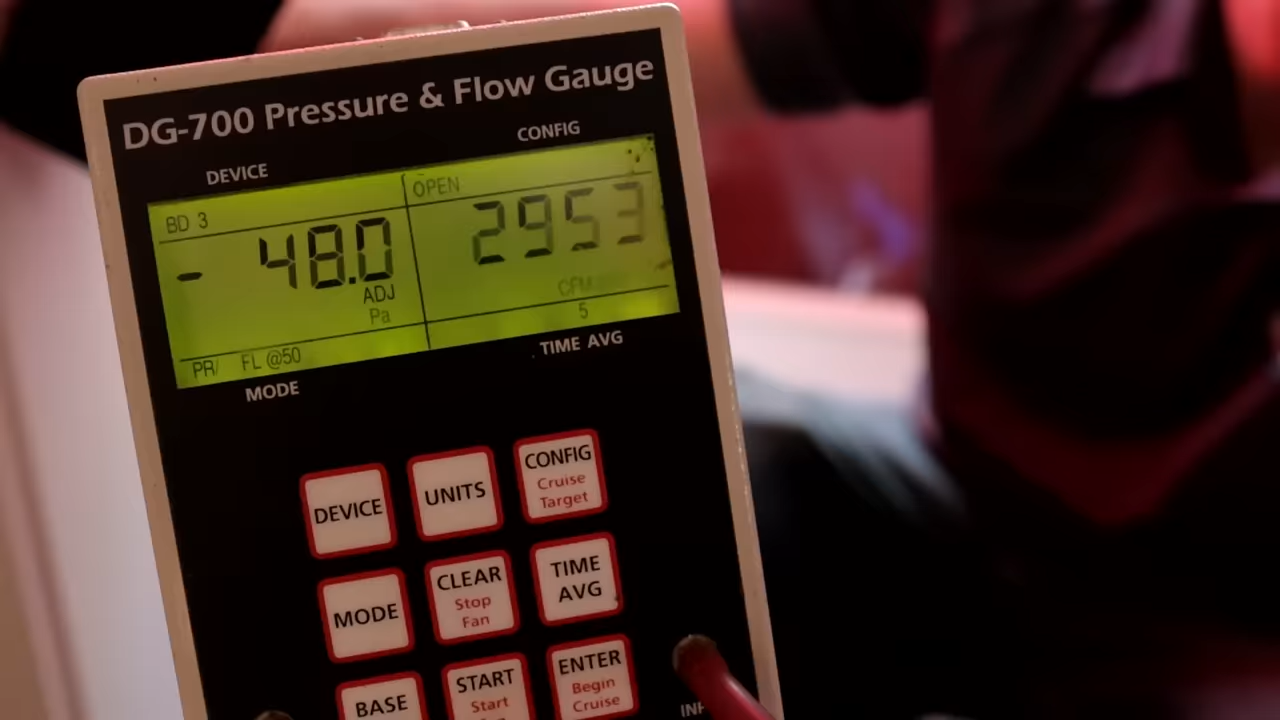 DG-700 Pressure & Flow Gauge
DEVICE CONFIG
BD 3 OPEN
- 48.0 2953
ADJ CFM
Pa 5
PR/ FL @50 TIME AVG
MODE
DEVICE UNITS CONFIG
Cruise
Target
MODE CLEAR
Stop
Fan
TIME
AVG
BASE START
Start
ENTER
Begin
Cruise